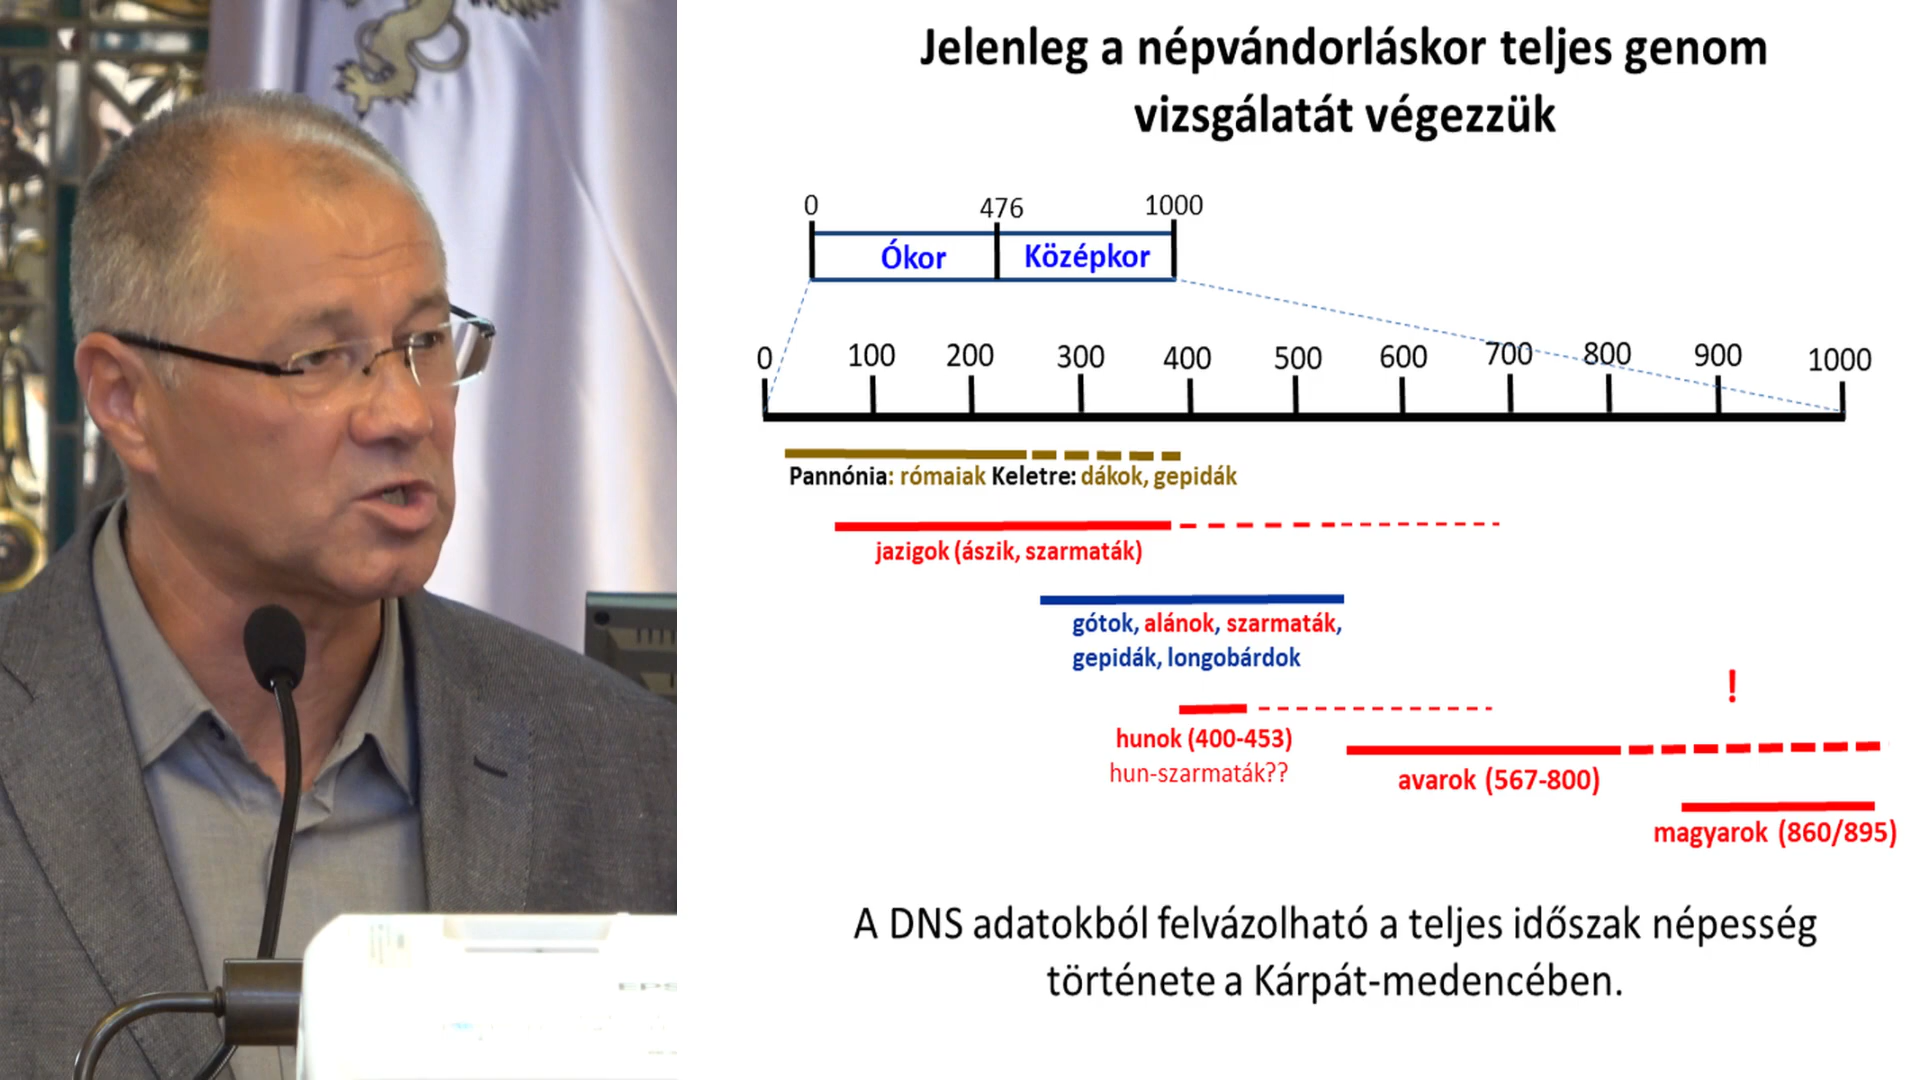 Jelenleg a népvándorláskor teljes genom
vizsgálatát végezzük
0 476 1000
Ókor Középkor
0 100 200 300 400 500 600 700 800 900 1000
Pannónia: rómaiak Keletre: dákok, gepidák
jazigok (ászik, szarmaták)
gótok, alánok, szarmaták,
gepidák, longobárdok
!
hunok (400-453)
hun-szarmaták??
avarok (567-800)
magyarok (860/895)
A DNS adatokból felvázolható a teljes időszak népesség
története a Kárpát-medencében.
EPS